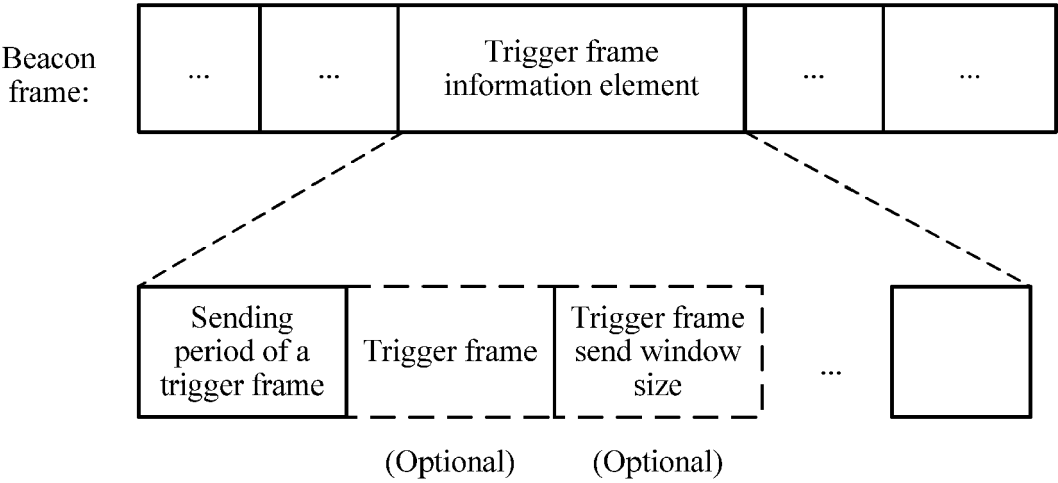 Beacon
frame:
...
...
Trigger frame
information element
...
...
Sending
period of a
trigger frame
Trigger frame
Trigger frame
send window
size
...
(Optional)
(Optional)